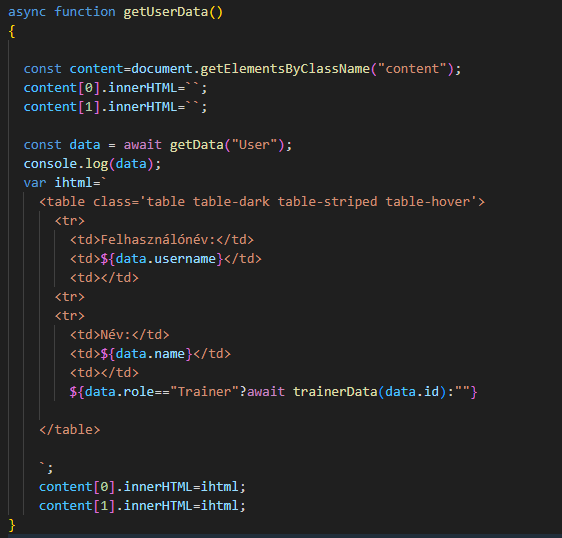 async function getUserData()
{
const content=document.getElementsByClassName("content");
content[0].innerHTML=``;
content[1].innerHTML=``;
const data = await getData("User");
console.log(data);
var ihtml=`
<table class='table table-dark table-striped table-hover'>
<tr>
<td>Felhasználónév:</td>
<td>${data.username}</td>
<td></td>
<tr>
<tr>
<td>Név:</td>
<td>${data.name}</td>
<td></td>
${data.role=="Trainer"?await trainerData(data.id):""}
</table>
`;
content[0].innerHTML=ihtml;
content[1].innerHTML=ihtml;
}